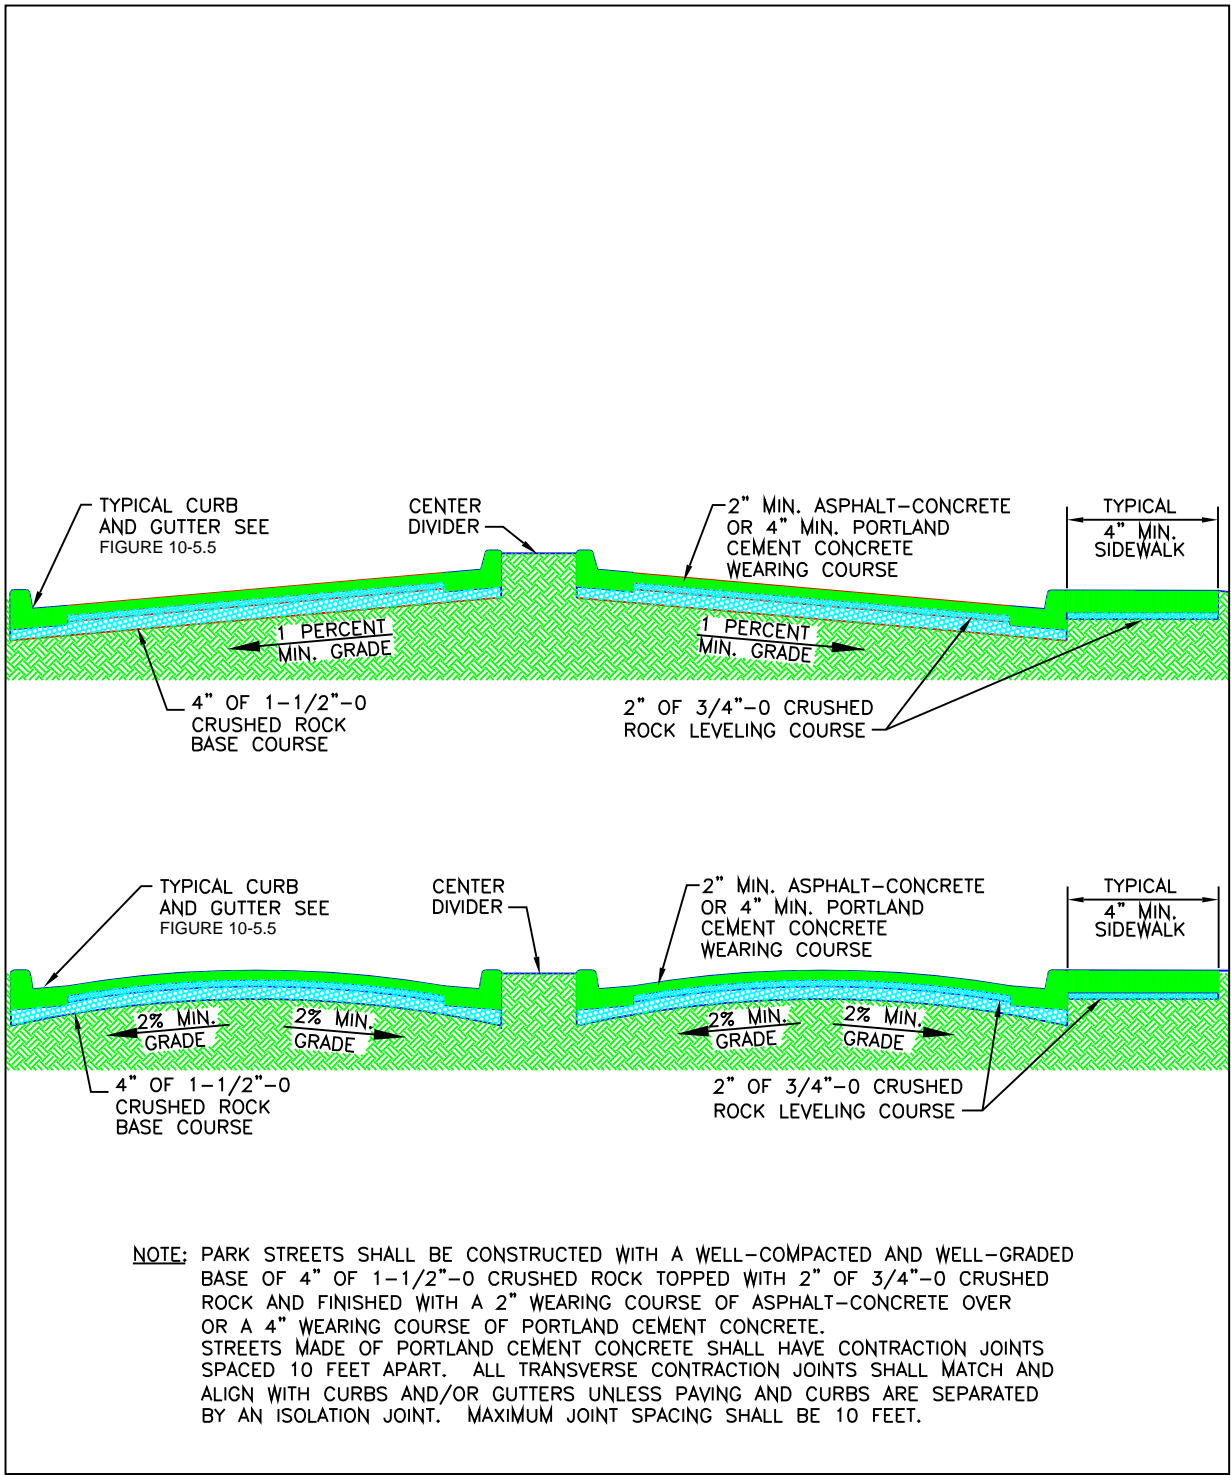 TYPICAL CURB
AND GUTTER SEE
FIGURE 10-5.5
CENTER
DIVIDER
2" MIN. ASPHALT-CONCRETE
OR 4" MIN. PORTLAND
CEMENT CONCRETE
WEARING COURSE
TYPICAL
4" MIN.
SIDEWALK
1 PERCENT
MIN. GRADE
1 PERCENT
MIN. GRADE
4" OF 1-1/2"-0
CRUSHED ROCK
BASE COURSE
2" OF 3/4"-0 CRUSHED
ROCK LEVELING COURSE
TYPICAL CURB
AND GUTTER SEE
FIGURE 10-5.5
CENTER
DIVIDER
2" MIN. ASPHALT-CONCRETE
OR 4" MIN. PORTLAND
CEMENT CONCRETE
WEARING COURSE
TYPICAL
4" MIN.
SIDEWALK
2% MIN.
GRADE
2% MIN.
GRADE
2% MIN.
GRADE
2% MIN.
GRADE
4" OF 1-1/2"-0
CRUSHED ROCK
BASE COURSE
2" OF 3/4"-0 CRUSHED
ROCK LEVELING COURSE
NOTE: PARK STREETS SHALL BE CONSTRUCTED WITH A WELL-COMPACTED AND WELL-GRADED
BASE OF 4" OF 1-1/2"-0 CRUSHED ROCK TOPPED WITH 2" OF 3/4"-0 CRUSHED
ROCK AND FINISHED WITH A 2" WEARING COURSE OF ASPHALT-CONCRETE OVER
OR A 4" WEARING COURSE OF PORTLAND CEMENT CONCRETE.
STREETS MADE OF PORTLAND CEMENT CONCRETE SHALL HAVE CONTRACTION JOINTS
SPACED 10 FEET APART. ALL TRANSVERSE CONTRACTION JOINTS SHALL MATCH AND
ALIGN WITH CURBS AND/OR GUTTERS UNLESS PAVING AND CURBS ARE SEPARATED
BY AN ISOLATION JOINT. MAXIMUM JOINT SPACING SHALL BE 10 FEET.